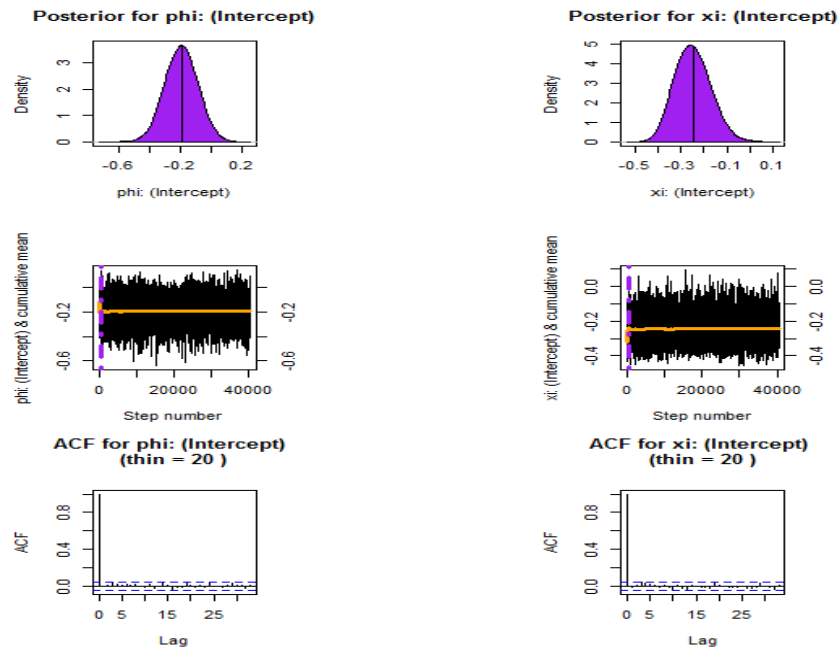 Posterior for phi: (Intercept)
Density
0 1 2 3
-0.6 -0.2 0.2
phi: (Intercept)
Posterior for xi: (Intercept)
Density
0 1 2 3 4 5
-0.5 -0.3 -0.1 0.1
xi: (Intercept)
phi: (Intercept) & cumulative mean
-0.6 -0.2
-0.6 -0.2
0 20000 40000
Step number
xi: (Intercept) & cumulative mean
-0.4 -0.2 0.0
-0.4 -0.2 0.0
0 20000 40000
Step number
ACF for phi: (Intercept)
(thin = 20 )
ACF
0.0 0.4 0.8
0 5 15 25
Lag
ACF for xi: (Intercept)
(thin = 20 )
ACF
0.0 0.4 0.8
0 5 15 25
Lag